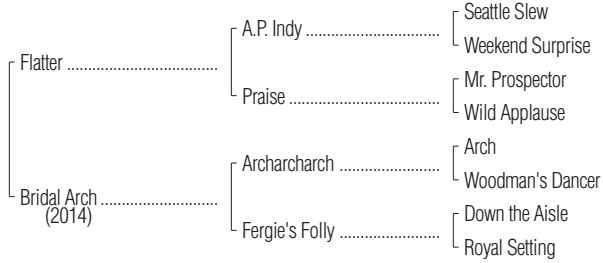 Seattle Slew
A.P. Indy
Weekend Surprise
Flatter
Mr. Prospector
Praise
Wild Applause
Arch
Archarcharch
Woodman's Dancer
Bridal Arch
(2014)
Down the Aisle
Fergie's Folly
Royal Setting